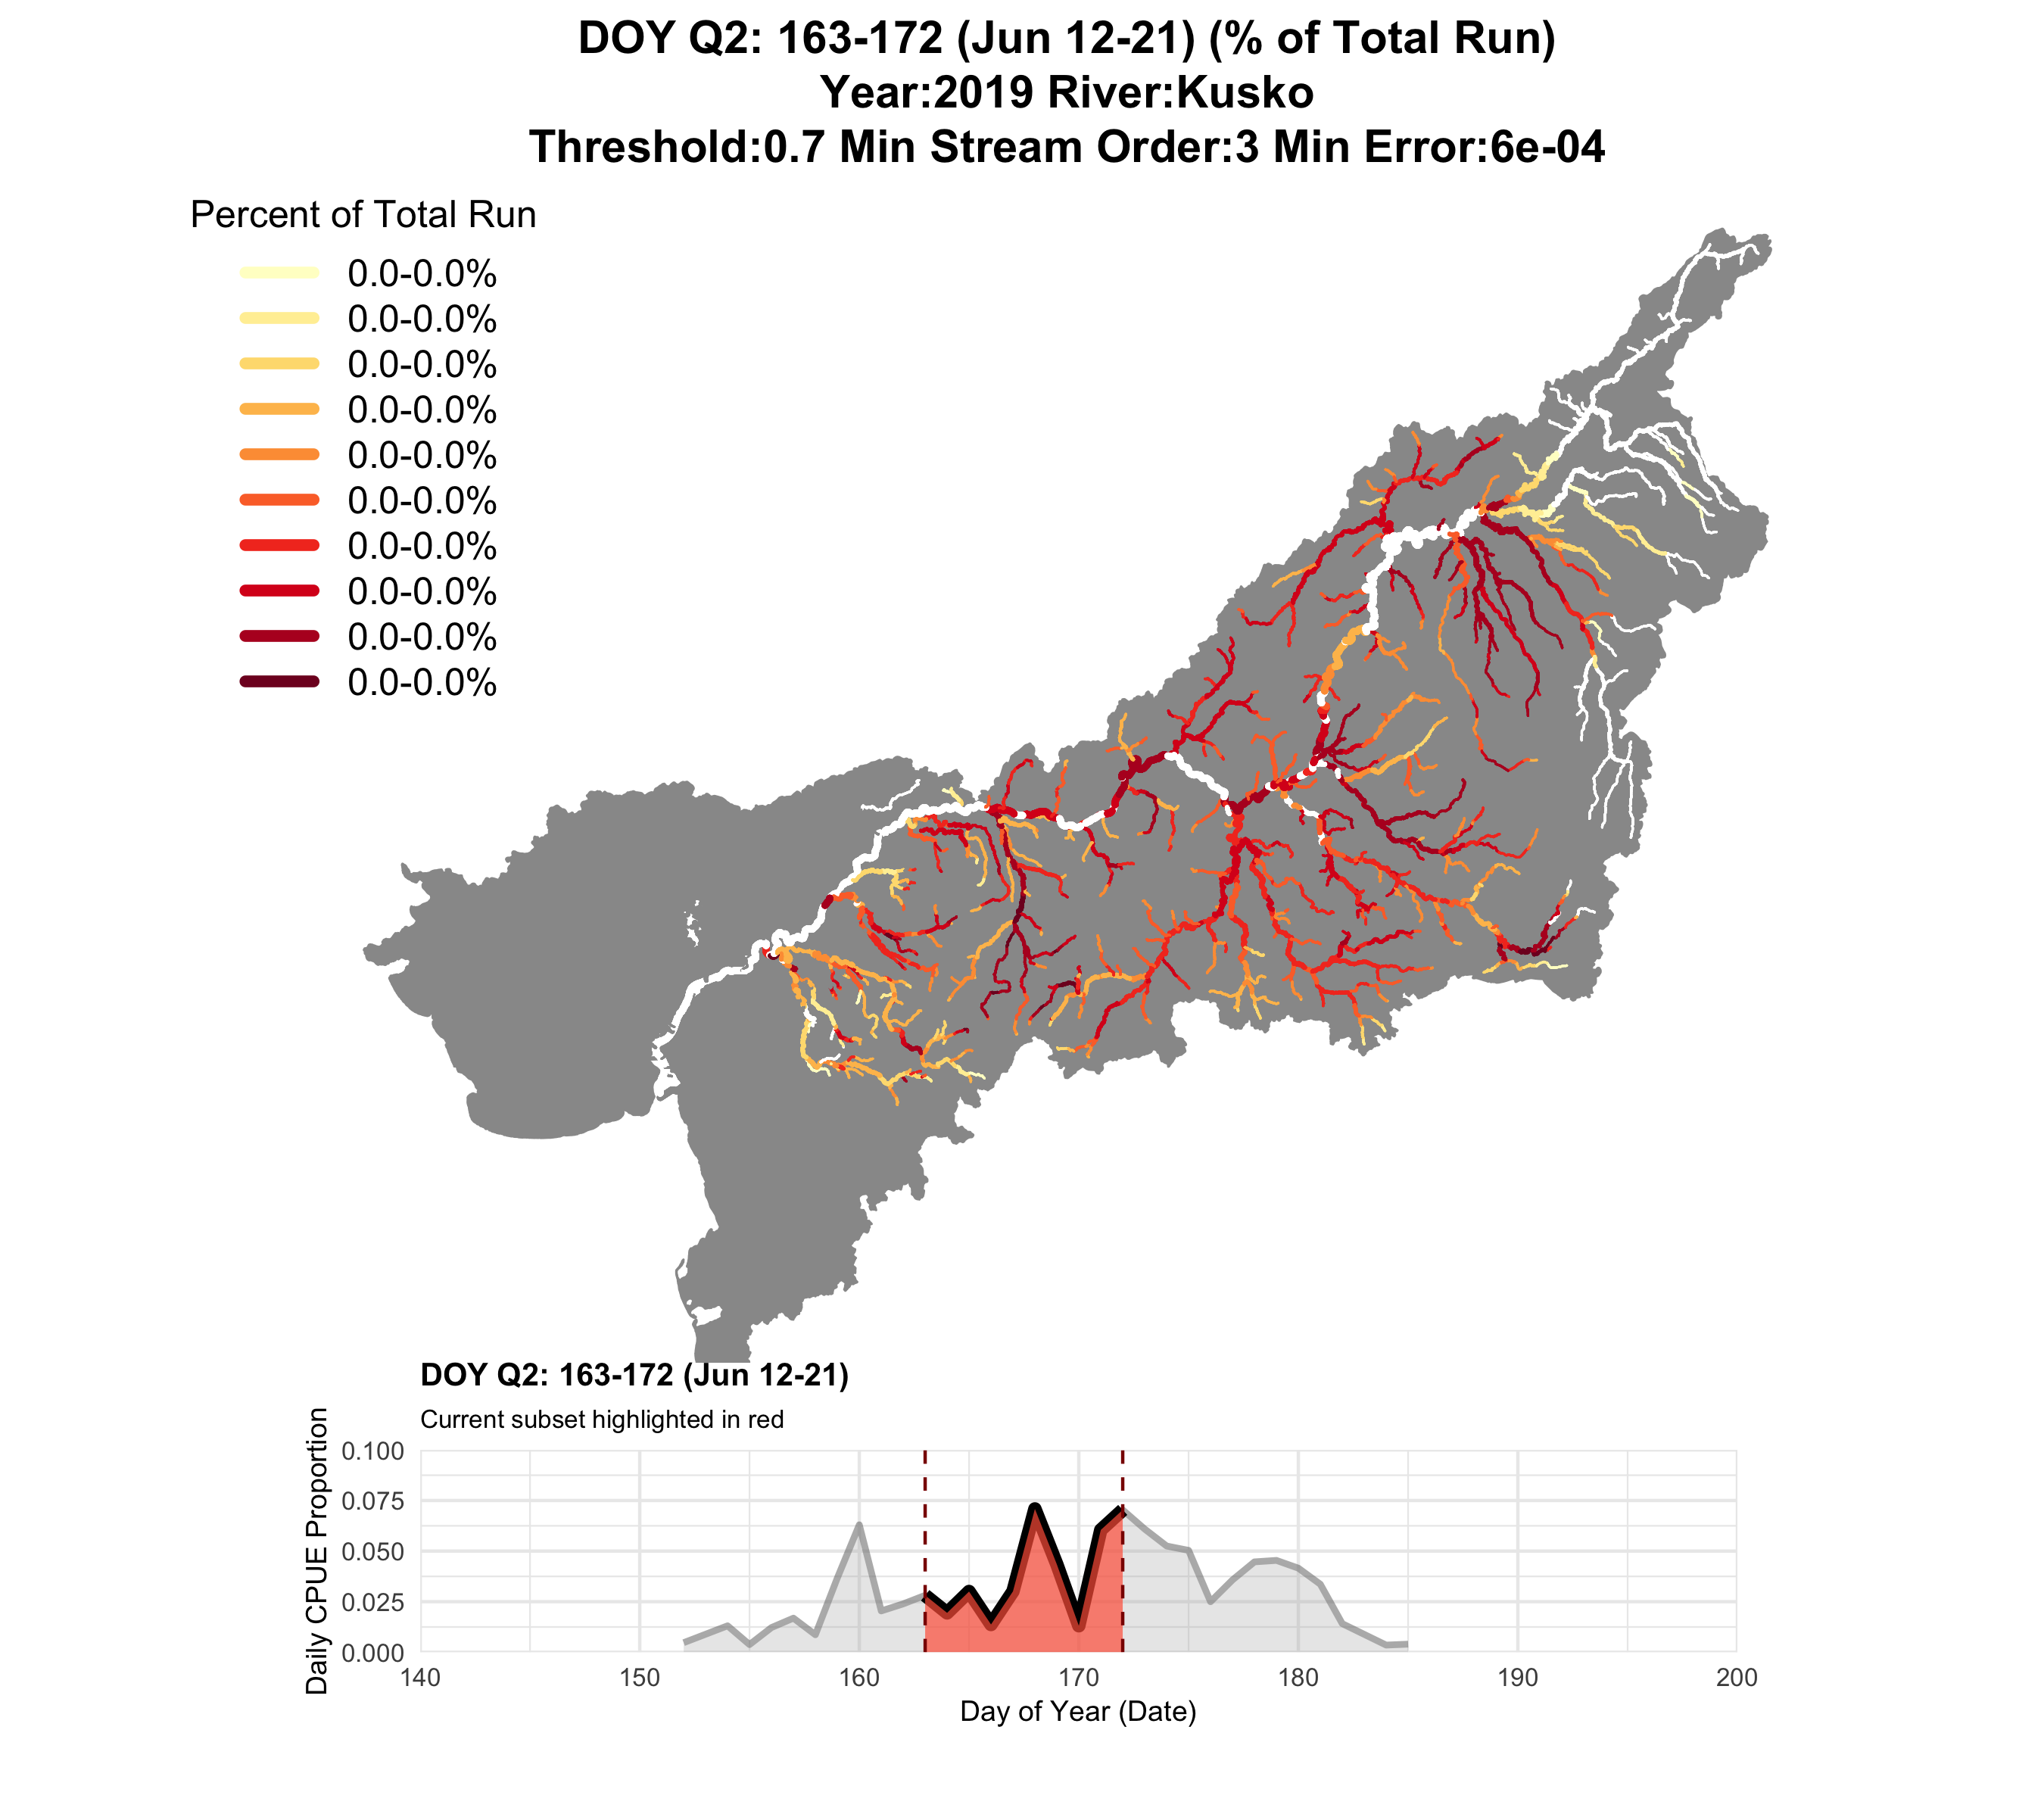 DOY Q2: 163-172 (Jun 12-21) (% of Total Run)
Year:2019 River:Kusko
Threshold:0.7 Min Stream Order:3 Min Error:6e-04
Percent of Total Run
0.0-0.0%
0.0-0.0%
0.0-0.0%
0.0-0.0%
0.0-0.0%
0.0-0.0%
0.0-0.0%
0.0-0.0%
0.0-0.0%
0.0-0.0%
DOY Q2: 163-172 (Jun 12-21)
Current subset highlighted in red
Daily CPUE Proportion
0.100
0.075
0.050
0.025
0.000
140 150 160 170 180 190 200
Day of Year (Date)